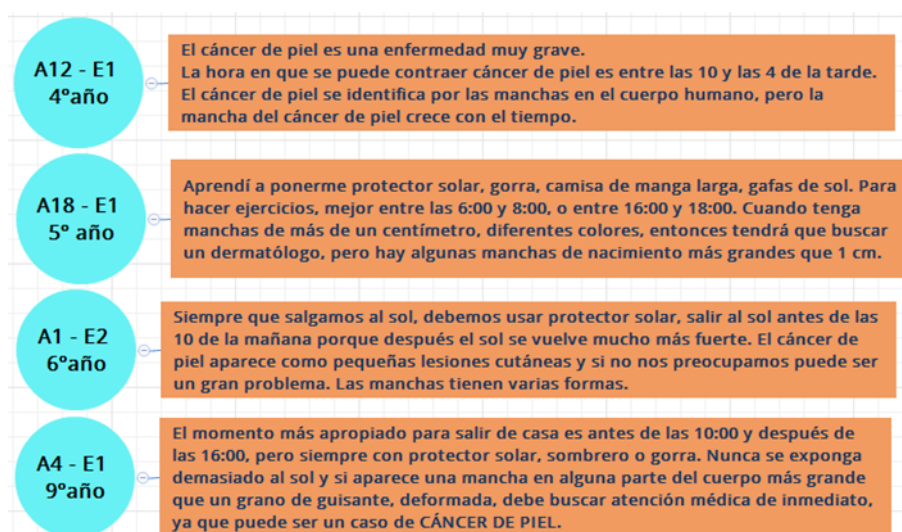 A12 - E1
4ºaño
El cáncer de piel es una enfermedad muy grave.
La hora en que se puede contraer cáncer de piel es entre las 10 y las 4 de la tarde.
El cáncer de piel se identifica por las manchas en el cuerpo humano, pero la
mancha del cáncer de piel crece con el tiempo.
A18 - E1
5º año
Aprendí a ponerme protector solar, gorra, camisa de manga larga, gafas de sol. Para
hacer ejercicios, mejor entre las 6:00 y 8:00, o entre 16:00 y 18:00. Cuando tenga
manchas de más de un centímetro, diferentes colores, entonces tendrá que buscar
un dermatólogo, pero hay algunas manchas de nacimiento más grandes que 1 cm.
A1 - E2
6ºaño
Siempre que salgamos al sol, debemos usar protector solar, salir al sol antes de las
10 de la mañana porque después el sol se vuelve mucho más fuerte. El cáncer de
piel aparece como pequeñas lesiones cutáneas y si no nos preocupamos puede ser
un gran problema. Las manchas tienen varias formas.
A4 - E1
9ºaño
El momento más apropiado para salir de casa es antes de las 10:00 y después de
las 16:00, pero siempre con protector solar, sombrero o gorra. Nunca se exponga
demasiado al sol y si aparece una mancha en alguna parte del cuerpo más grande
que un grano de guisante, deformada, debe buscar atención médica de inmediato,
ya que puede ser un caso de CÁNCER DE PIEL.